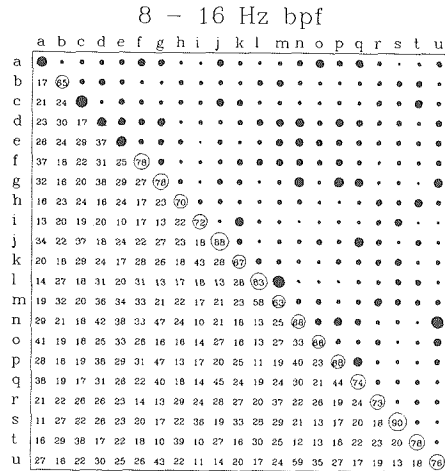 8 - 16 Hz bpf
a b c d e f g h i j k l m n o p q r s t u
a
b 17 65
c 21 24
d 23 30 17
e 26 24 29 37
f 37 18 22 31 25 78
g 32 16 20 38 29 27 78
h 16 23 24 16 24 17 23 70
i 13 20 19 20 10 17 13 22 72
j 34 22 37 18 24 22 27 23 18 88
k 20 18 29 24 17 28 26 18 43 28 67
l 14 27 18 31 20 31 13 17 18 13 28 83
m 19 32 20 36 34 33 21 22 17 21 23 58 63
n 29 21 18 42 38 33 47 24 10 21 18 13 25 88
o 41 19 16 25 33 26 16 16 14 27 16 13 27 33 88
p 28 18 19 38 29 31 47 13 17 20 25 11 19 40 23 88
q 38 19 17 31 26 22 40 18 14 45 24 19 24 30 21 44 74
r 21 22 26 26 23 14 13 29 24 28 27 20 37 22 26 19 24 73
s 11 27 22 26 23 20 17 22 36 19 33 28 29 21 13 17 20 18 90
t 16 29 38 17 22 18 10 39 10 27 16 30 25 12 13 18 22 23 20 78
u 27 16 22 30 25 26 43 22 11 14 20 17 24 59 35 27 17 19 13 18 76